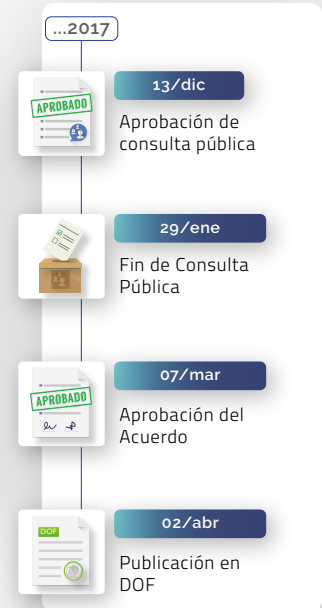 ...2017
13/dic
APROBADO
Aprobación de
consulta pública
29/ene
Fin de Consulta
Pública
07/mar
APROBADO
Aprobación del
Acuerdo
02/abr
DOF
Publicación en
DOF